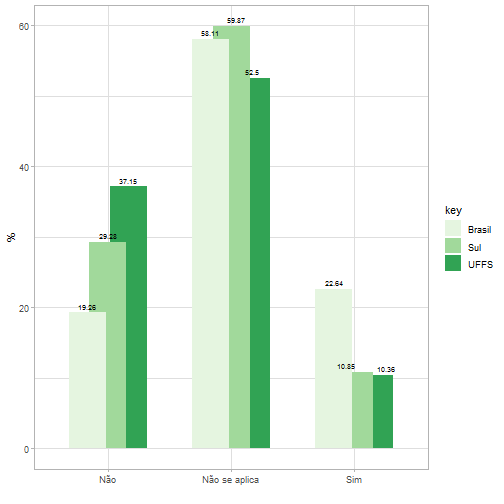 60
40
20
0
%
59.87
58.11
52.5
37.15
29.28
19.26
22.64
10.85
10.36
Não
Não se aplica
Sim
key
Brasil
Sul
UFFS